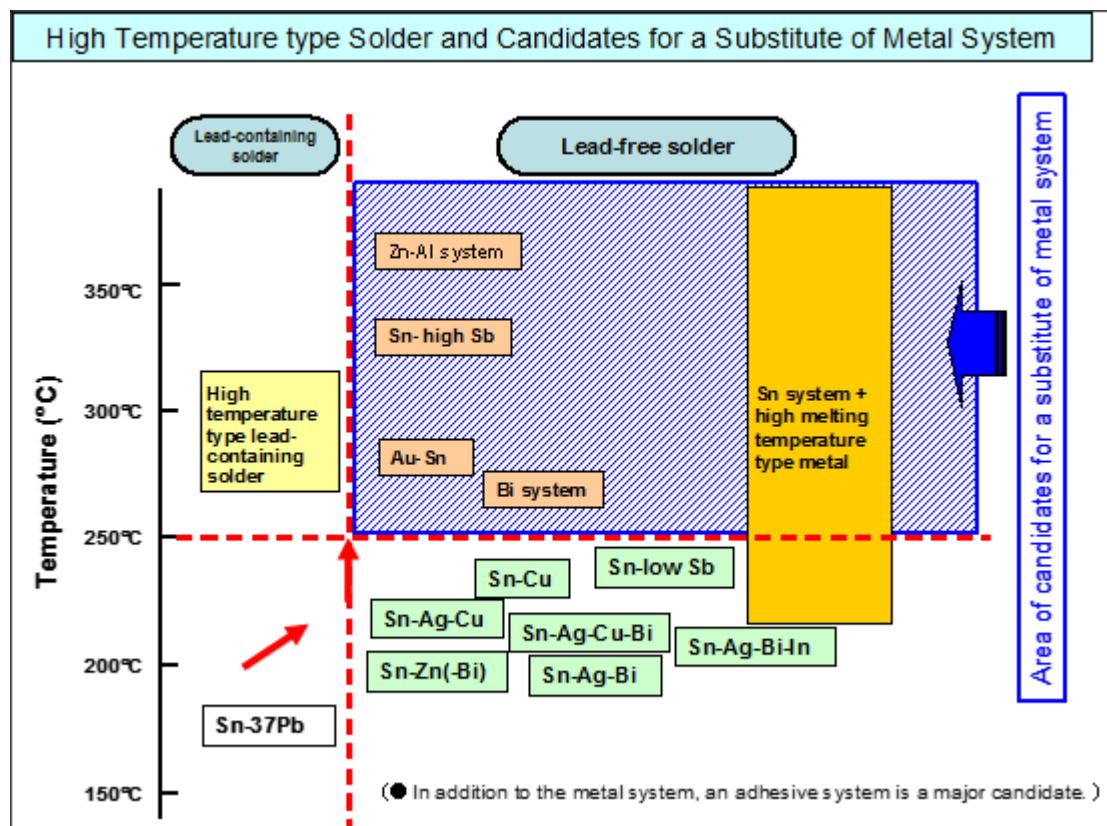 High Temperature type Solder and Candidates for a Substitute of Metal System
Lead-containing
solder
Lead-free solder
Area of candidates for a substitute of metal system
Temperature (°C)
350℃
300℃
250℃
200℃
150℃
Zn-Al system
Sn- high Sb
High
temperature
type lead-
containing
solder
Sn system +
high melting
temperature
type metal
Au-Sn
Bi system
Sn-low Sb
Sn-Cu
Sn-Ag-Cu
Sn-Ag-Cu-Bi
Sn-Ag-Bi-In
Sn-Zn(-Bi)
Sn-Ag-Bi
Sn-37Pb
(● In addition to the metal system, an adhesive system is a major candidate. )